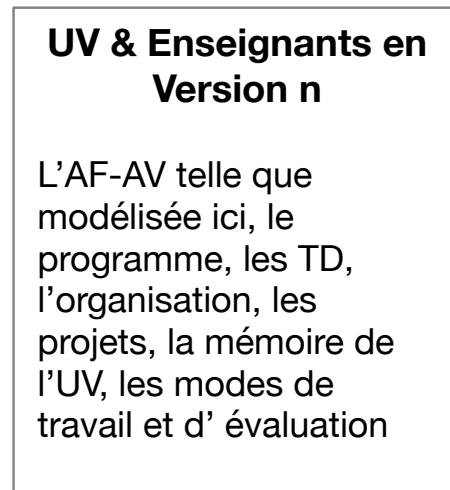 UV & Enseignants en
Version n
L’AF-AV telle que
modélisée ici, le
programme, les TD,
l’organisation, les
projets, la mémoire de
l’UV, les modes de
travail et d’ évaluation